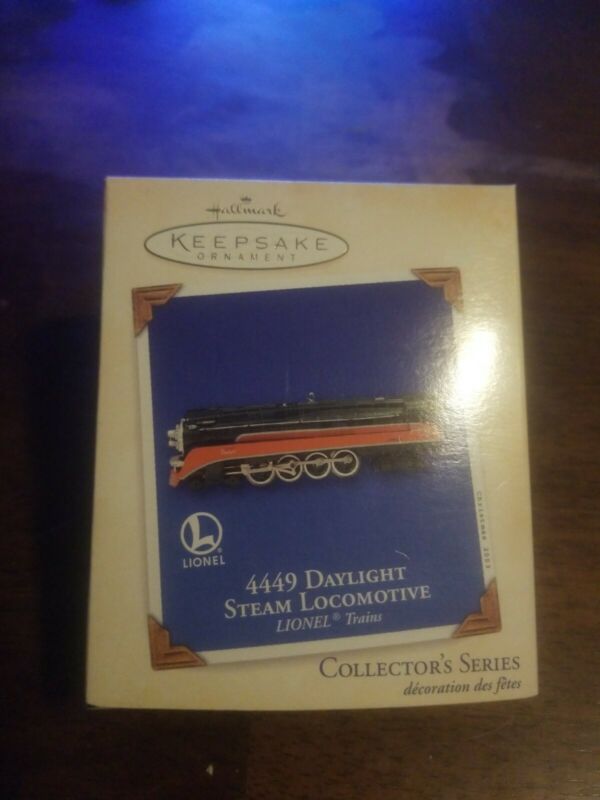 Hallmark
KEEPSAKE
ORNAMENT
LIONEL
4449 DAYLIGHT
STEAM LOCOMOTIVE
LIONEL® Trains
COLLECTOR'S SERIES
décoration des fêtes